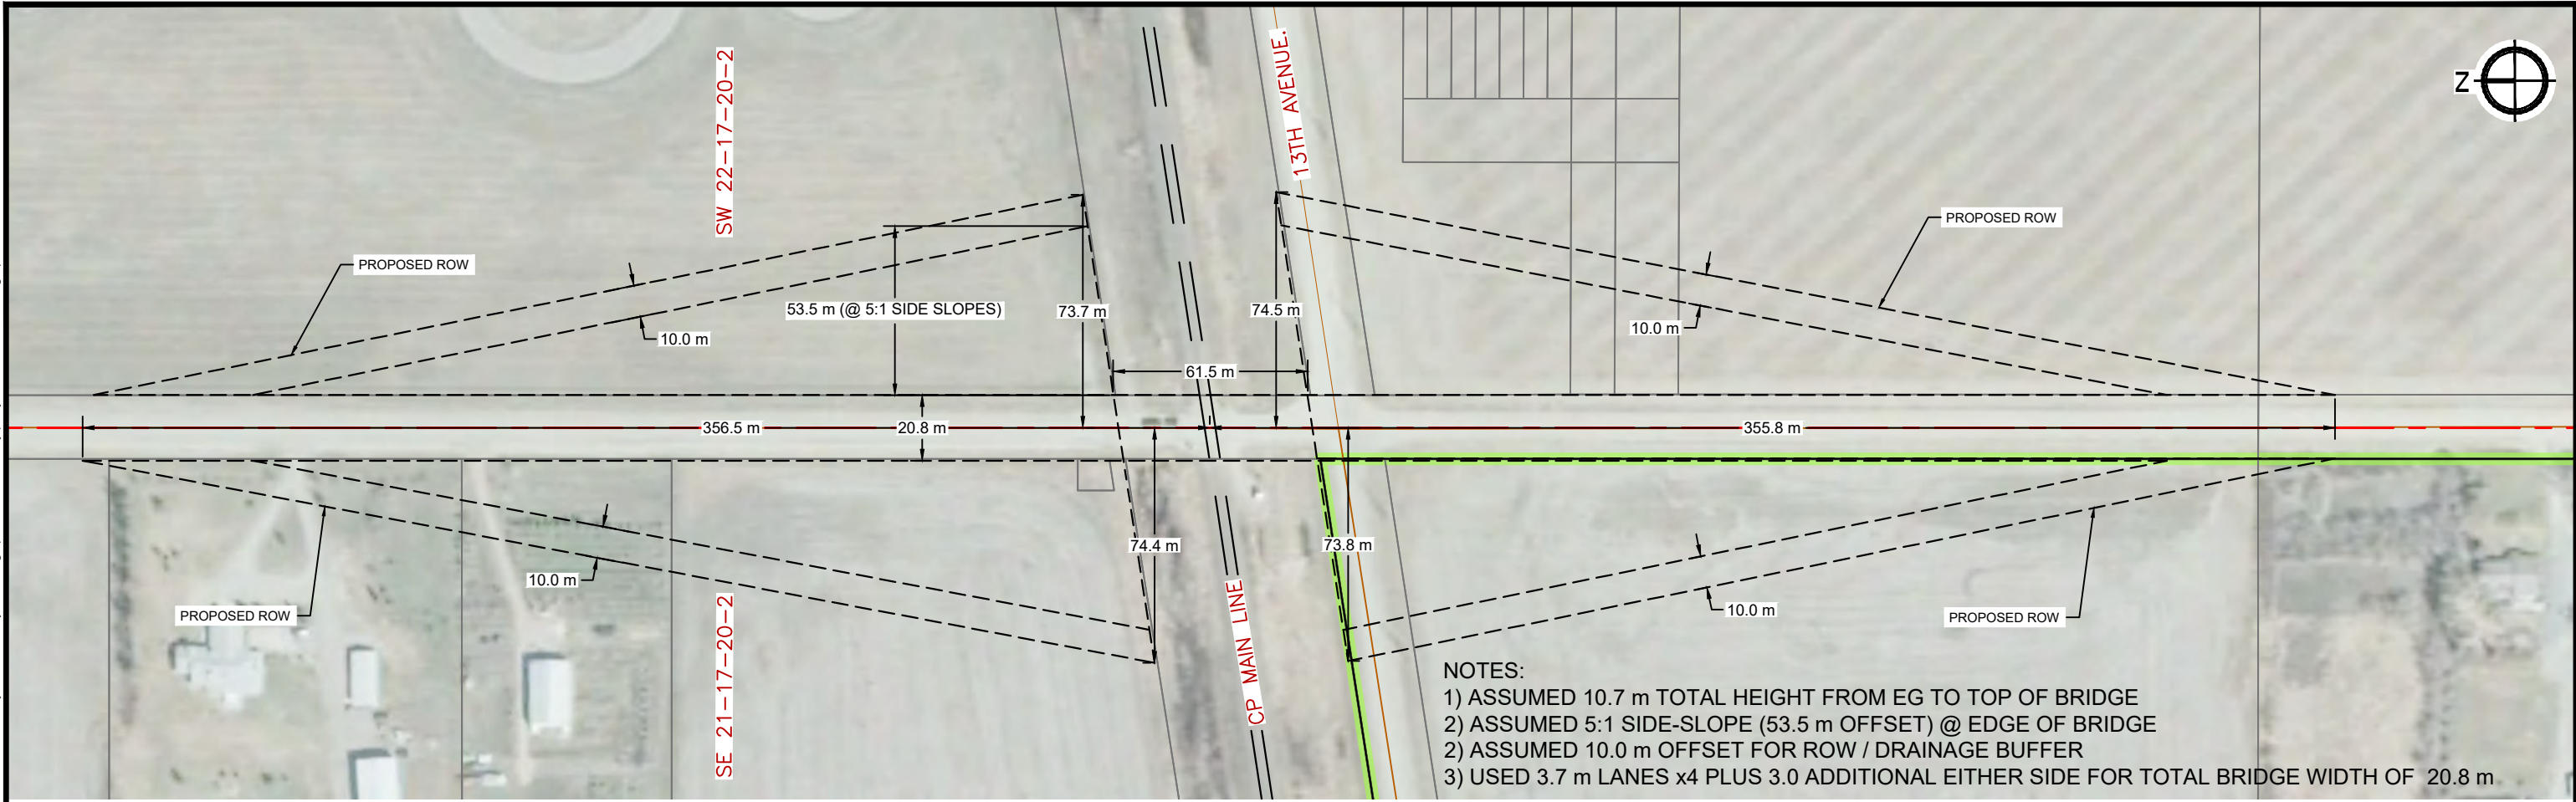 SW 22-17-20-2
13TH AVENUE.
Z
PROPOSED ROW
PROPOSED ROW
53.5 m (@ 5:1 SIDE SLOPES)
73.7 m
74.5 m
10.0 m
10.0 m
61.5 m
356.5 m
20.8 m
355.8 m
74.4 m
73.8 m
10.0 m
10.0 m
PROPOSED ROW
PROPOSED ROW
SE 21-17-20-2
CP MAIN LINE
NOTES:
1) ASSUMED 10.7 m TOTAL HEIGHT FROM EG TO TOP OF BRIDGE
2) ASSUMED 5:1 SIDE-SLOPE (53.5 m OFFSET) @ EDGE OF BRIDGE
2) ASSUMED 10.0 m OFFSET FOR ROW / DRAINAGE BUFFER
3) USED 3.7 m LANES x4 PLUS 3.0 ADDITIONAL EITHER SIDE FOR TOTAL BRIDGE WIDTH OF 20.8 m